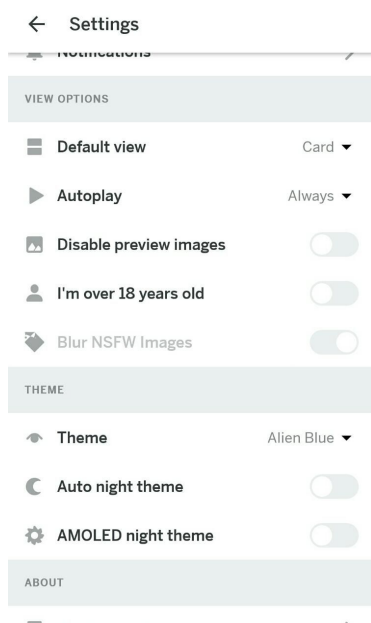 Settings
Notifications
VIEW OPTIONS
Default view Card
Autoplay Always
Disable preview images
I'm over 18 years old
Blur NSFW Images
THEME
Theme Alien Blue
Auto night theme
AMOLED night theme
ABOUT